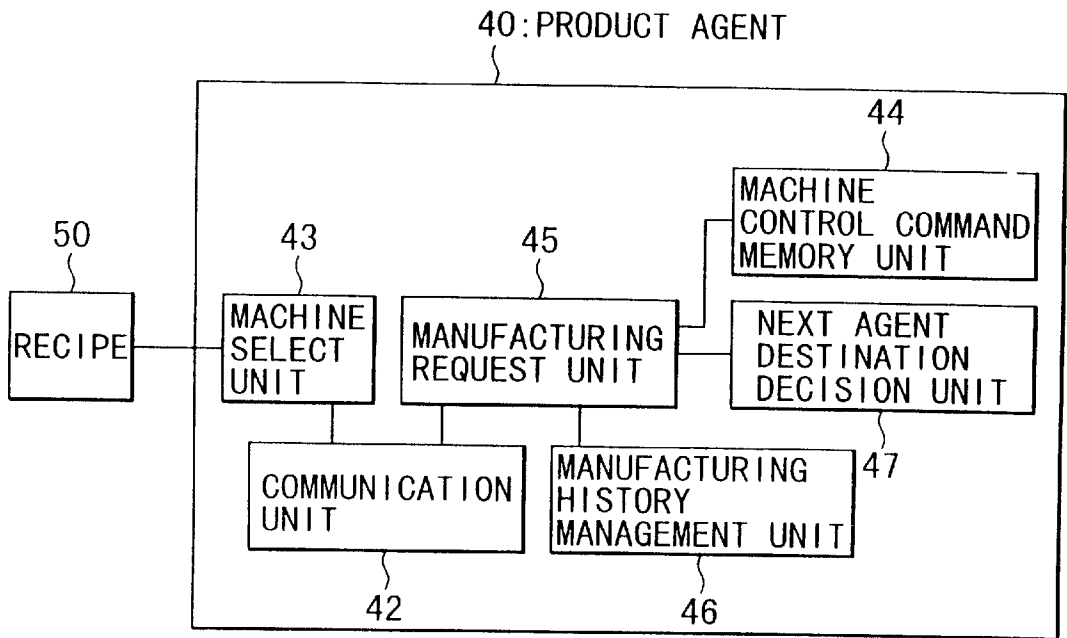 40:PRODUCT AGENT
44
MACHINE
CONTROL COMMAND
MEMORY UNIT
50
43
45
RECIPE
MACHINE
SELECT
UNIT
MANUFACTURING
REQUEST UNIT
NEXT AGENT
DESTINATION
DECISION UNIT
47
COMMUNICATION
UNIT
MANUFACTURING
HISTORY
MANAGEMENT UNIT
42
46